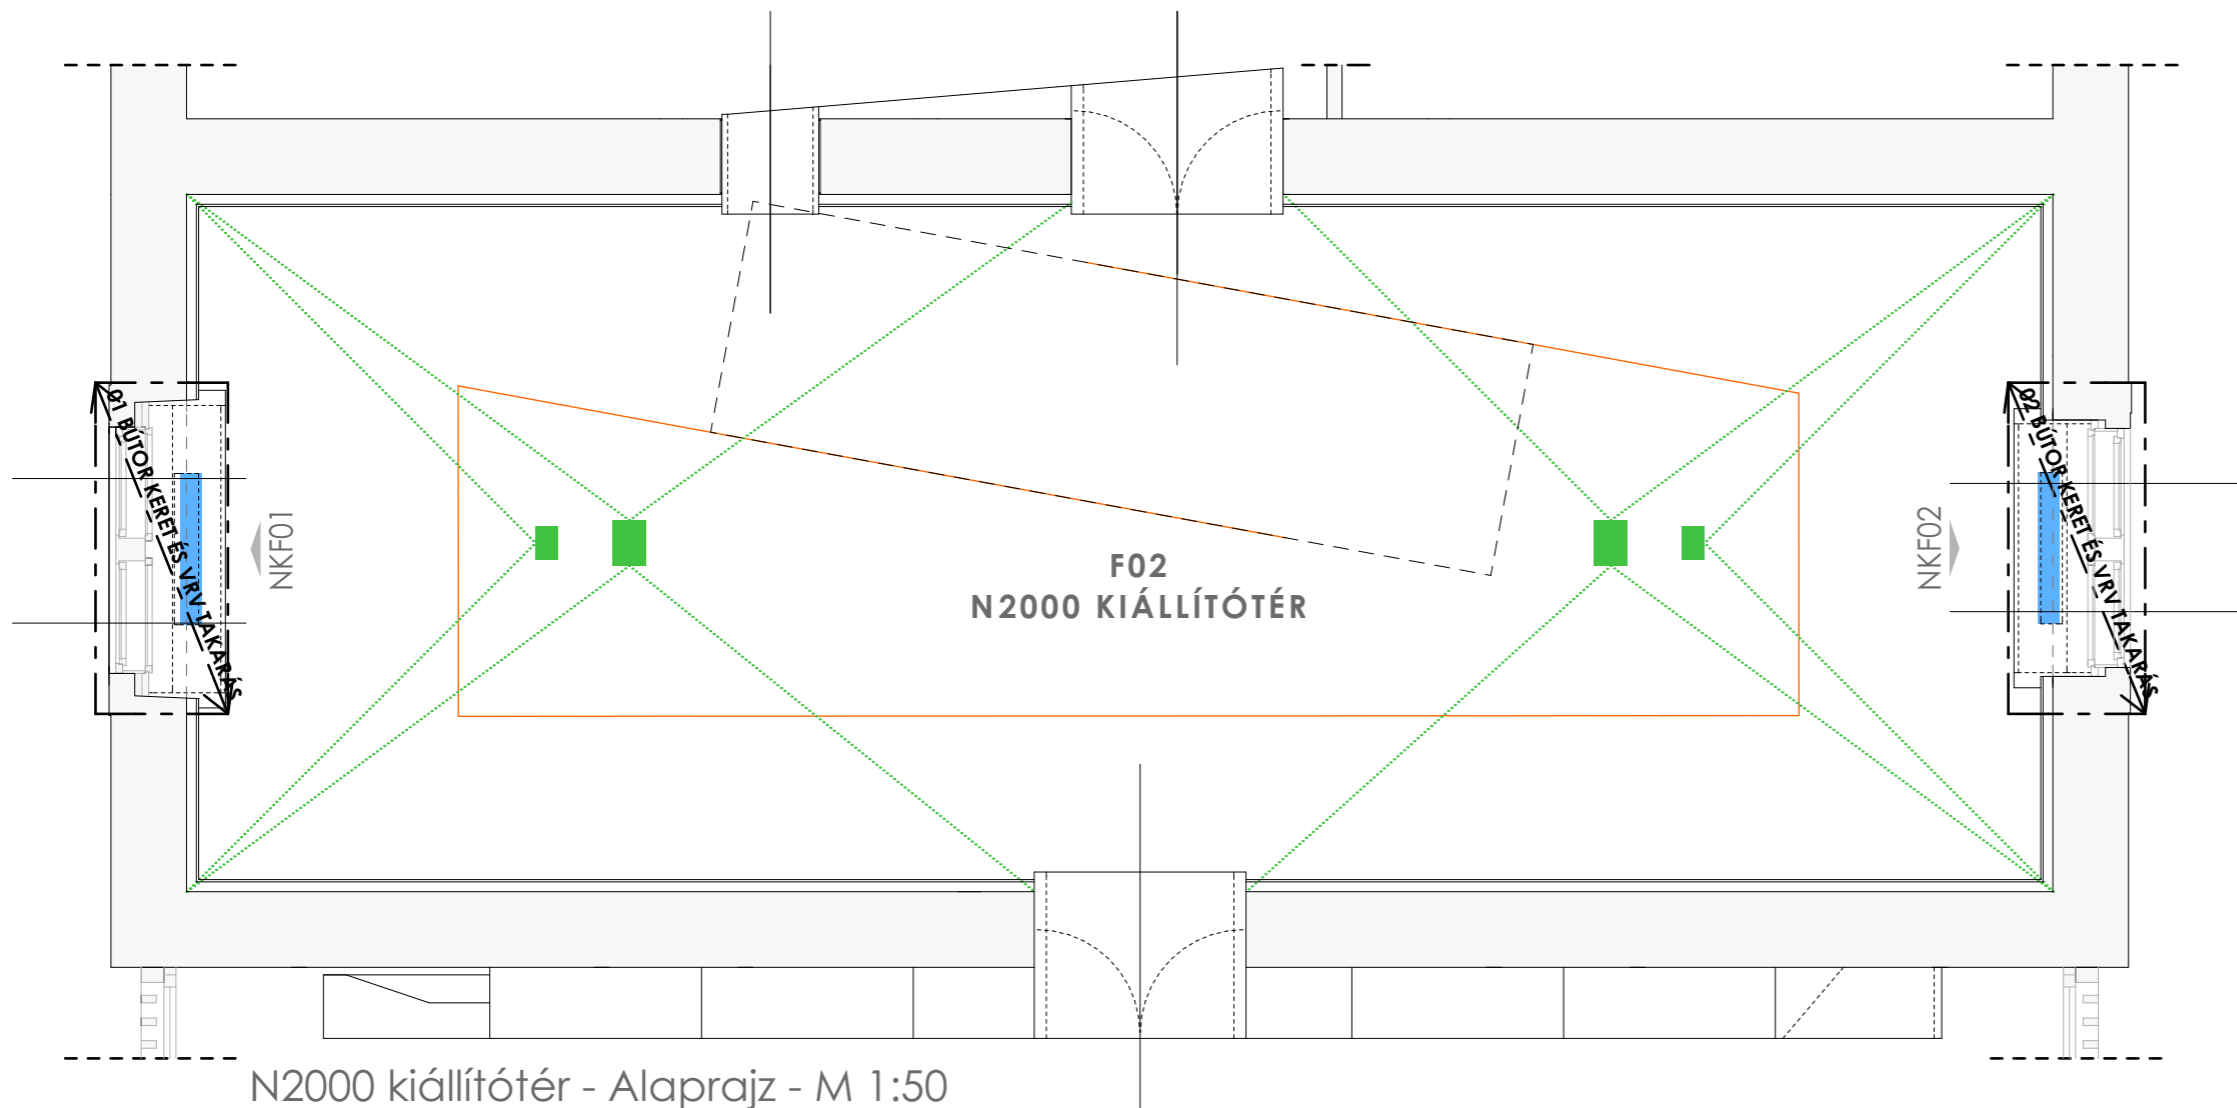 01 BÚTOR KERET ÉS VRV TAKARÁS
NKF01
F02
N2000 KIÁLLÍTÓTÉR
NKF02
02 BÚTOR KERET ÉS VRV TAKARÁS
N2000 kiállítótér - Alaprajz - M 1:50